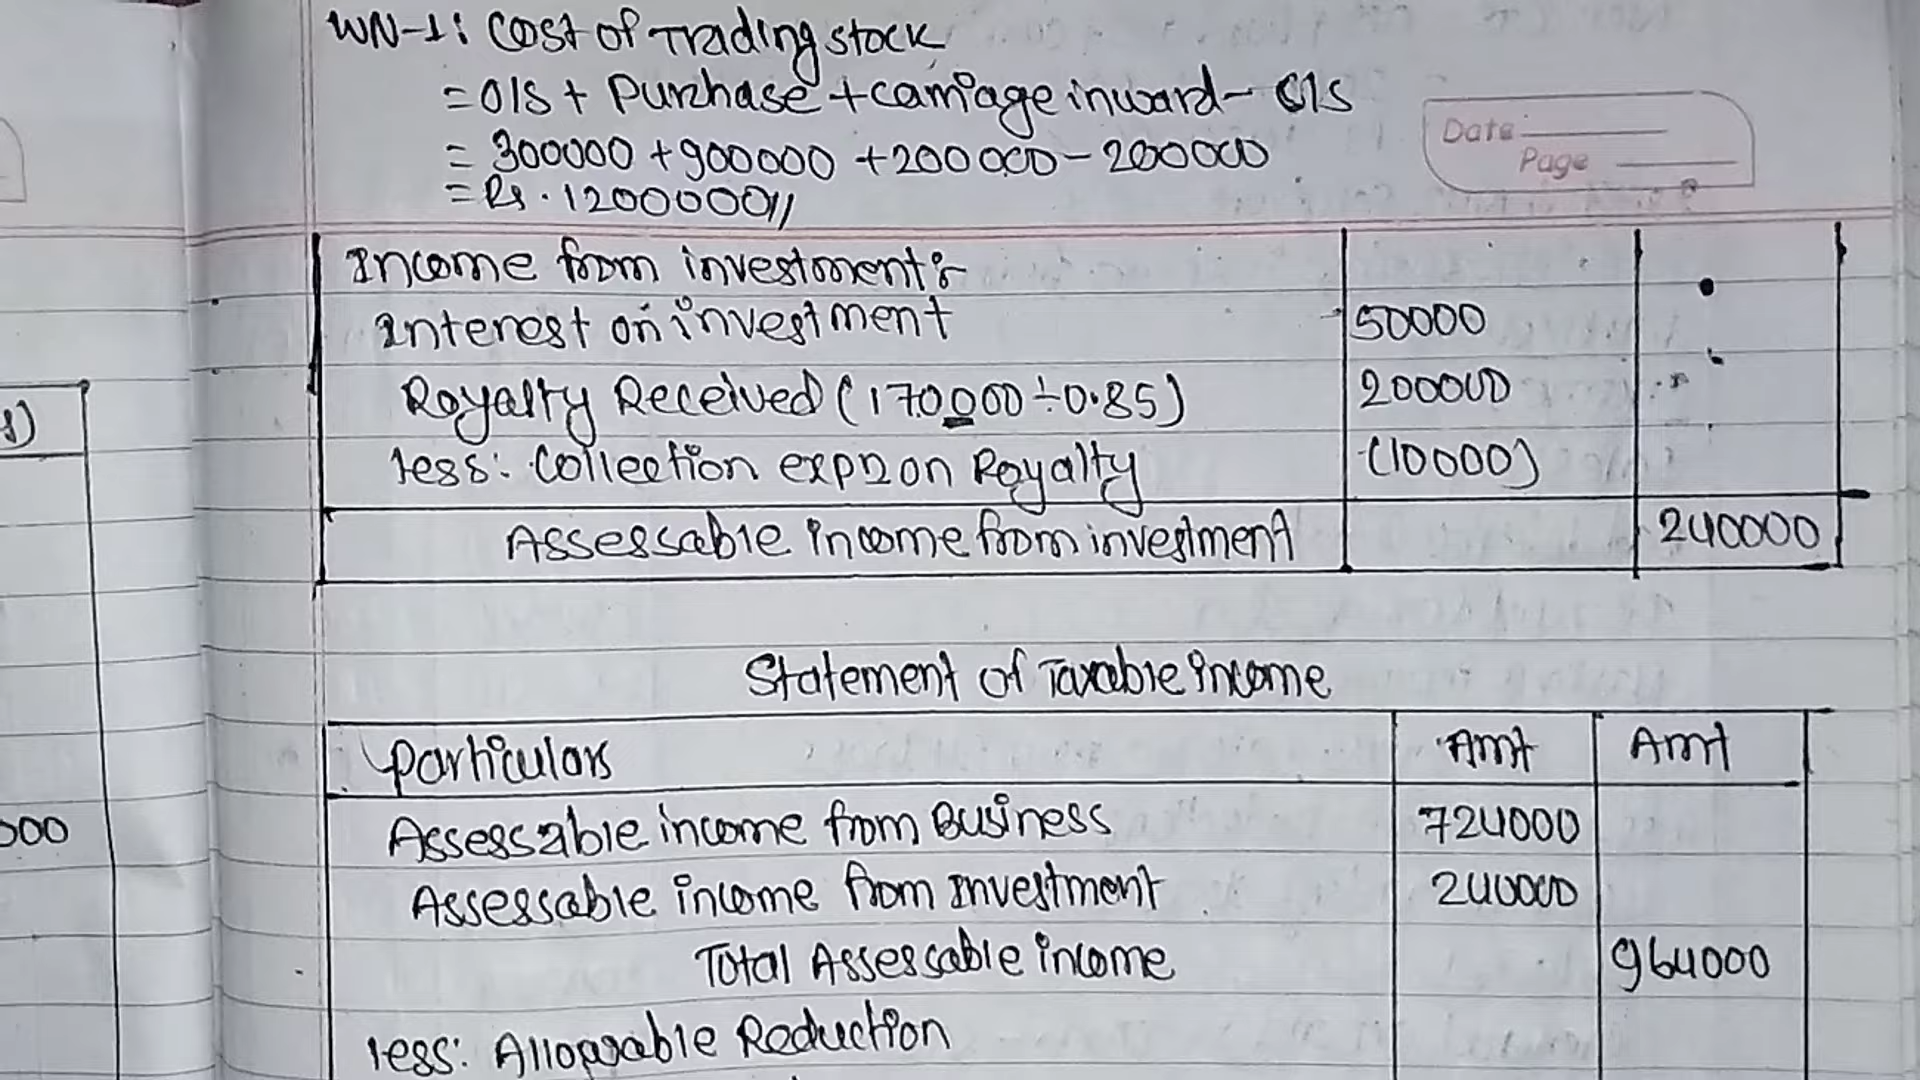 WN-1: Cost of Trading stock
= O/S + Purchase + carriage inward - C/S
= 300000 + 900000 + 200000 - 200000
= Rs. 1200000//
Date
Page
Income from investment:-
Interest on investment 50000
Royalty Received (170000÷0.85) 200000
less: Collection exp on Royalty (10000)
Assessable income from investment 240000
Statement of Taxable income
Particulars Amt Amt
Assessable income from Business 724000
000
Assessable income from Investment 240000
Total Assessable income 964000
less: Allowable Reduction